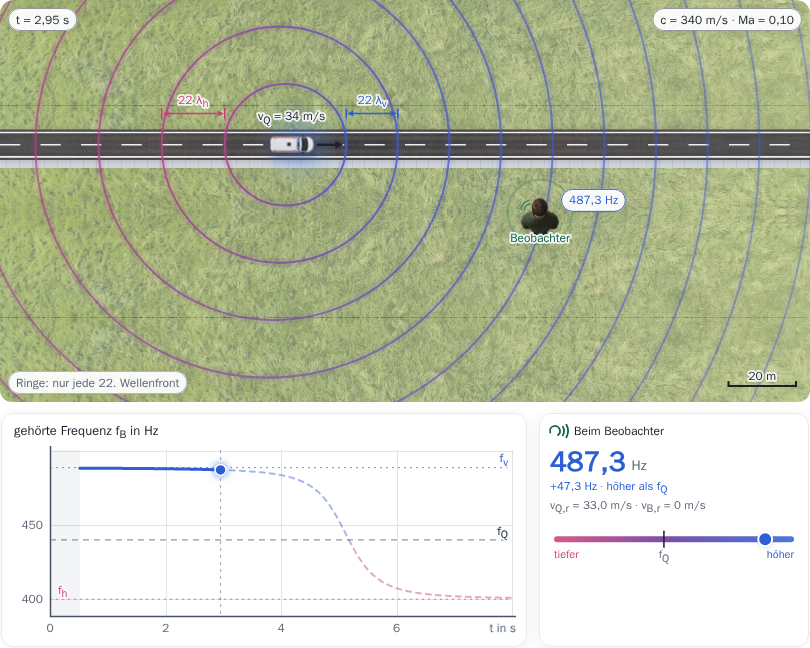 t = 2,95 s
c = 340 m/s · Ma = 0,10
22 λh
vQ = 34 m/s
22 λv
487,3 Hz
Beobachter
Ringe: nur jede 22. Wellenfront
20 m
gehörte Frequenz fB in Hz
fv
450
fQ
fh
400
0
2
4
6
t in s
Beim Beobachter
487,3 Hz
+47,3 Hz · höher als fQ
vQ,r = 33,0 m/s · vB,r = 0 m/s
tiefer
fQ
höher